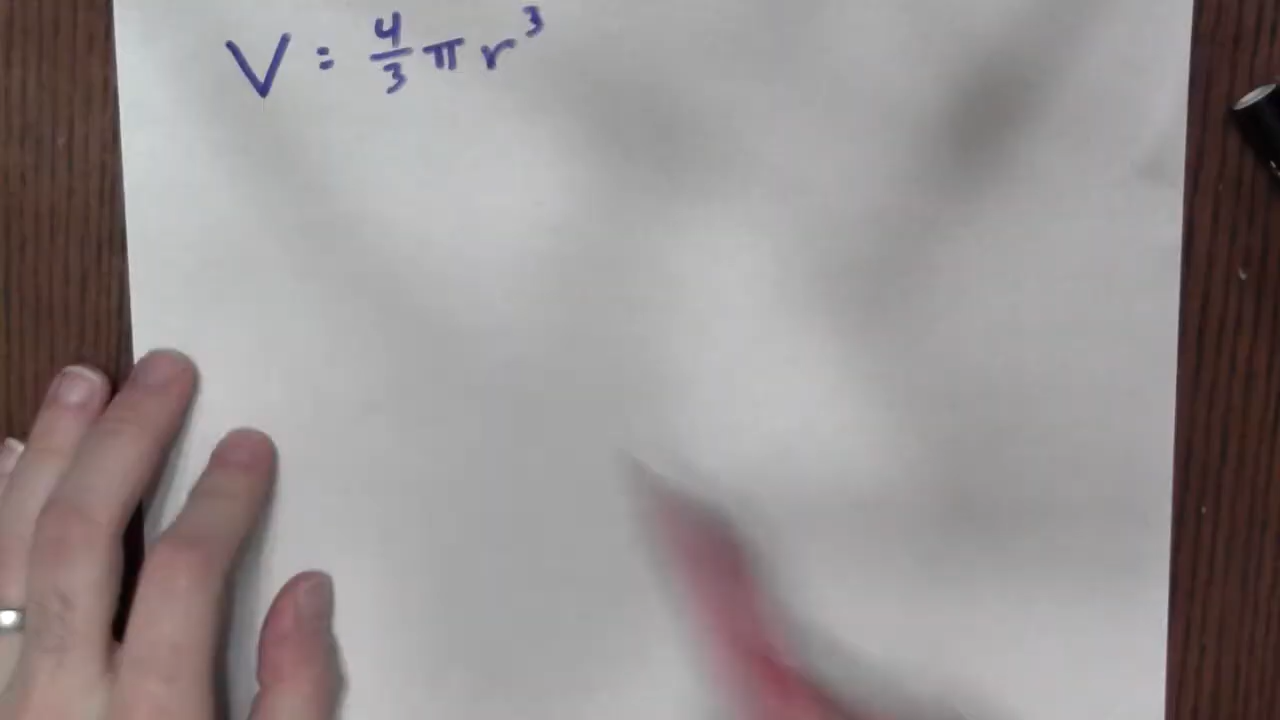 V = 4/3 π r³